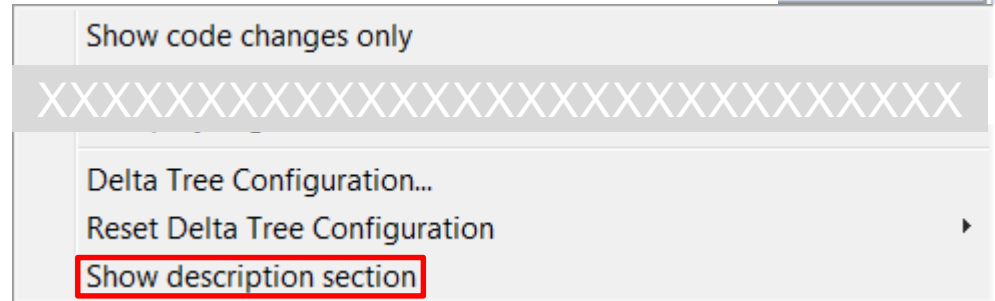 Show code changes only
XXXXXXXXXXXXXXXXXXXXXXXXXXXXX
Delta Tree Configuration...
Reset Delta Tree Configuration
Show description section